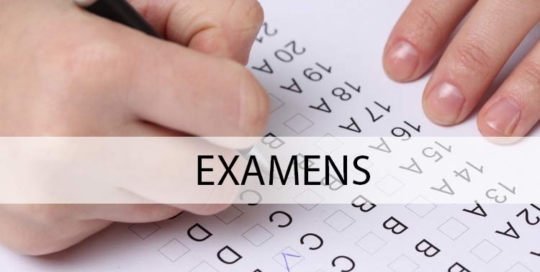 EXAMENS
12 A
13 A B
14 A B
15 A B
16 A B C
17 A B C
18 A B C
19 A C D
20 A C D
21